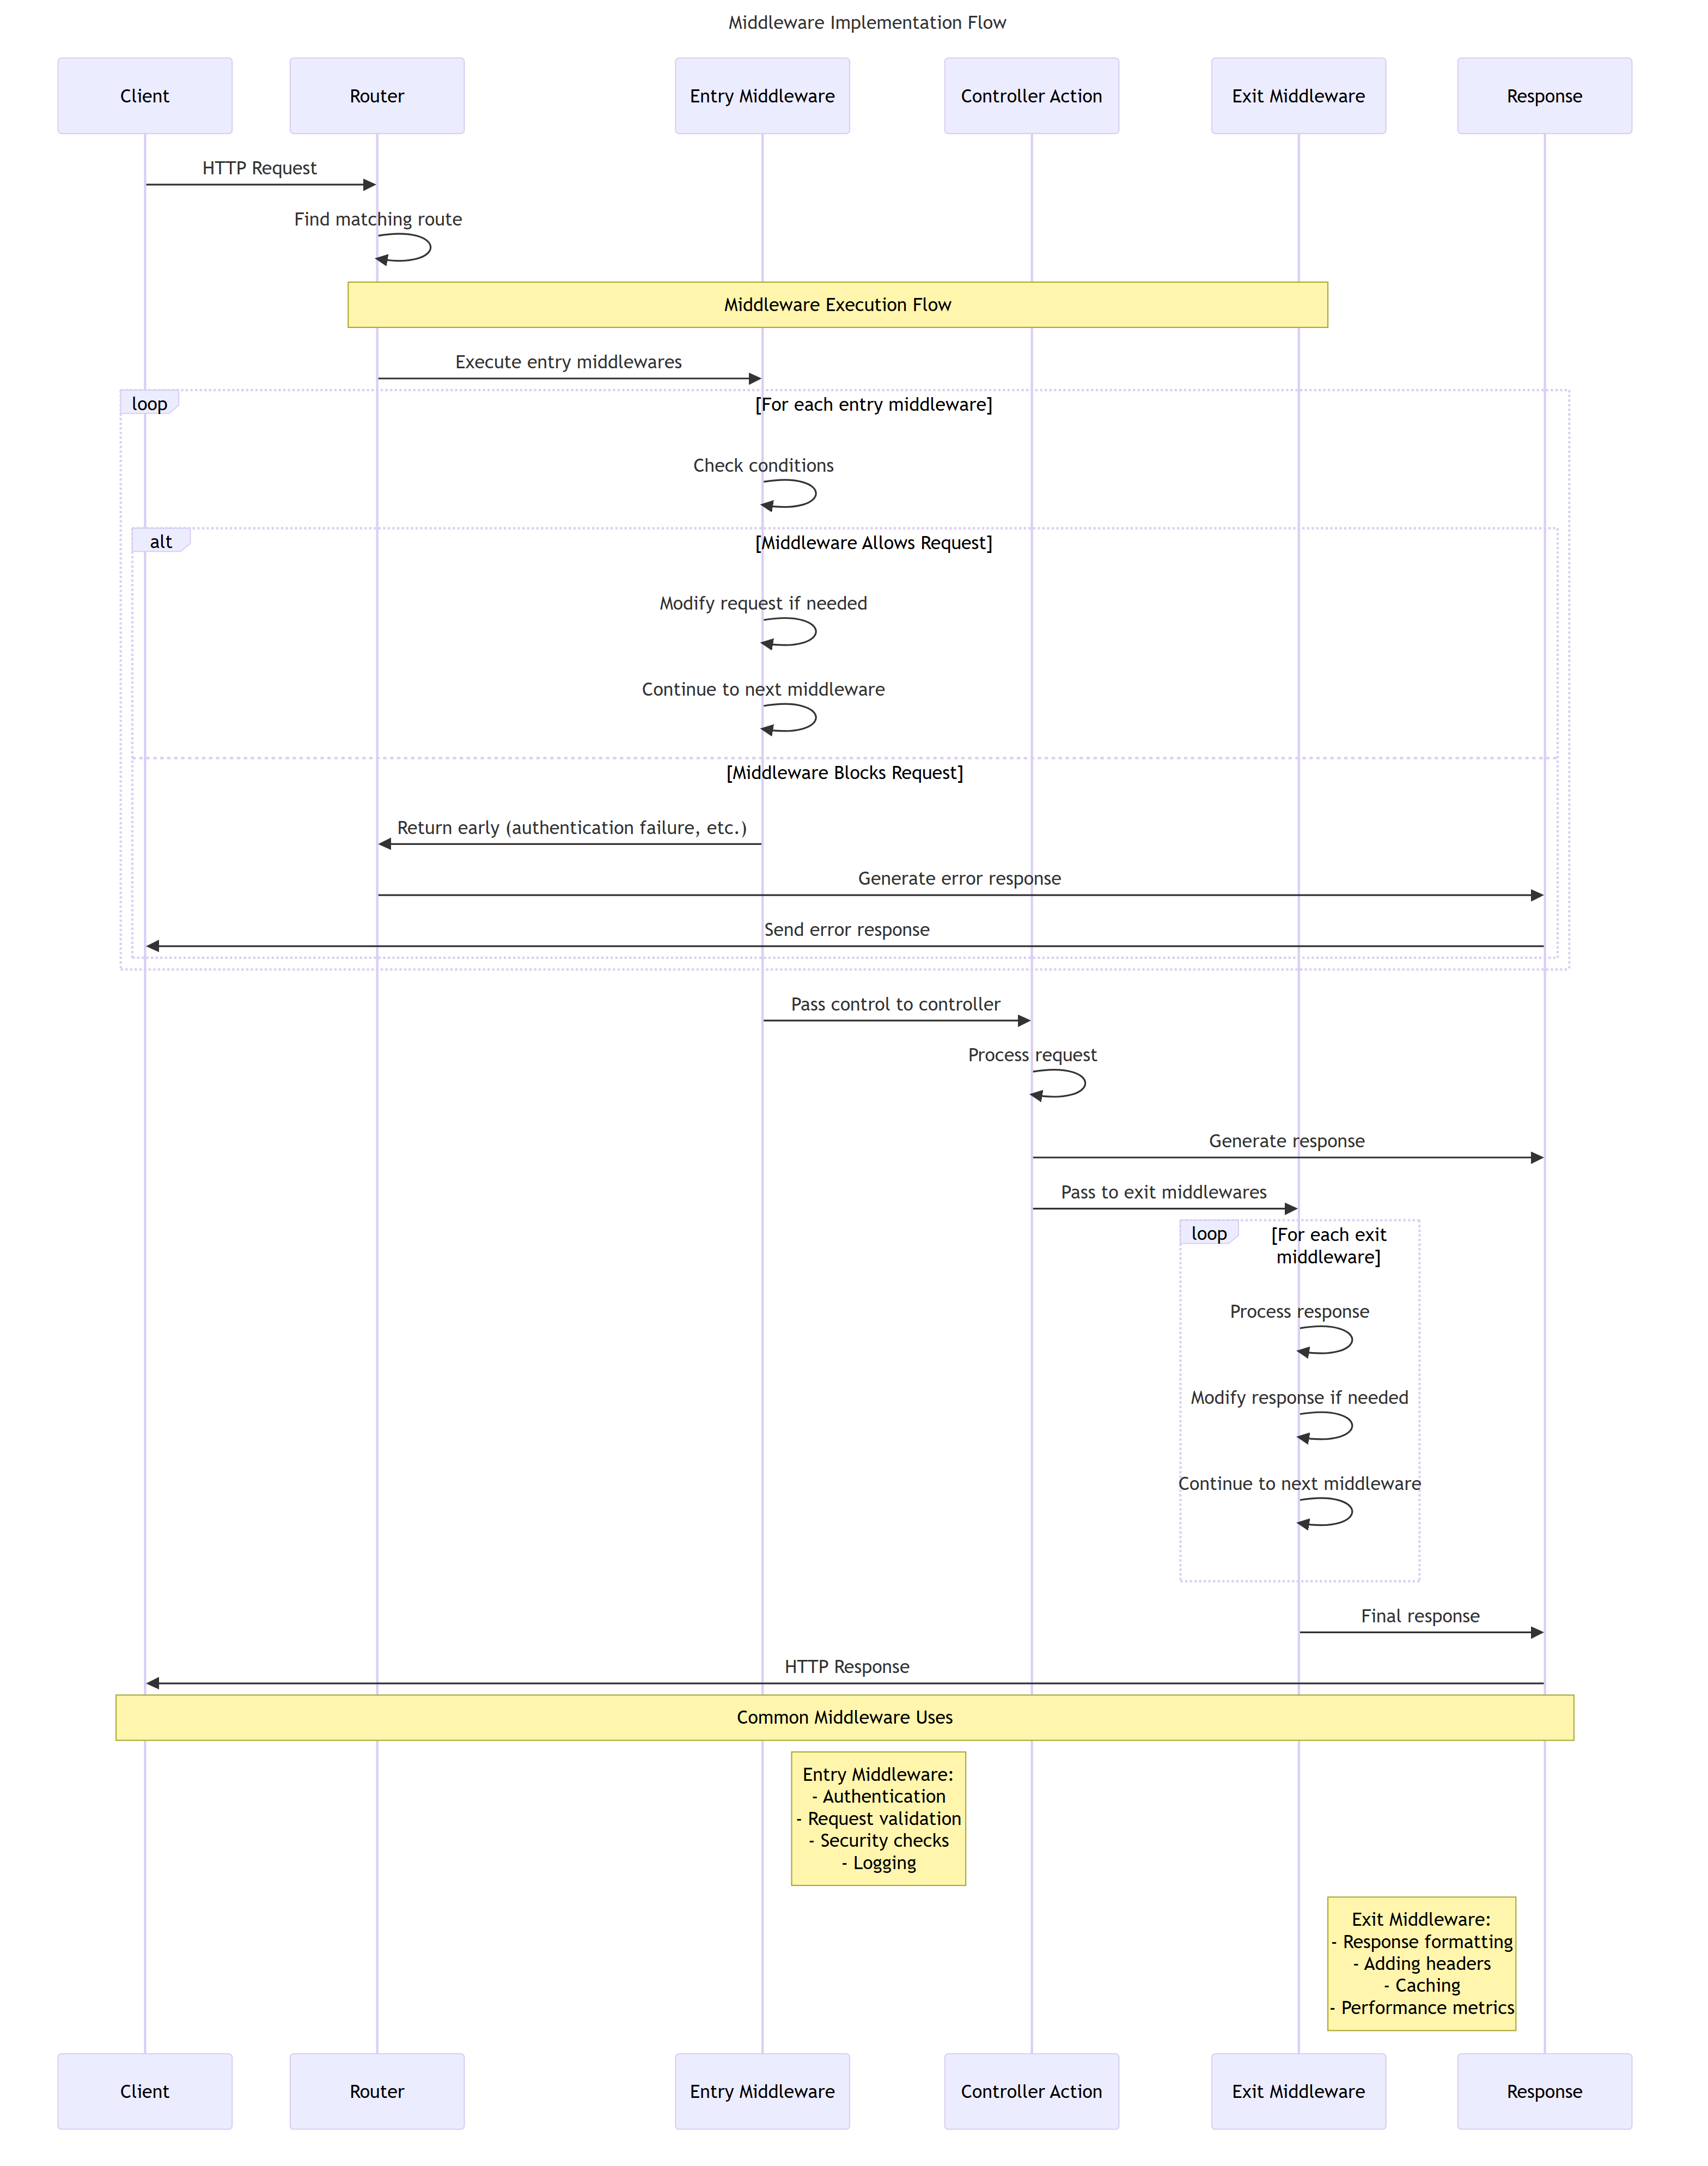 Middleware Implementation Flow
Client
Router
Entry Middleware
Controller Action
Exit Middleware
Response
HTTP Request
Find matching route
Middleware Execution Flow
Execute entry middlewares
loop
[For each entry middleware]
Check conditions
alt
[Middleware Allows Request]
Modify request if needed
Continue to next middleware
[Middleware Blocks Request]
Return early (authentication failure, etc.)
Generate error response
Send error response
Pass control to controller
Process request
Generate response
Pass to exit middlewares
loop
[For each exit
middleware]
Process response
Modify response if needed
Continue to next middleware
Final response
HTTP Response
Common Middleware Uses
Entry Middleware:
- Authentication
- Request validation
- Security checks
- Logging
Exit Middleware:
- Response formatting
- Adding headers
- Caching
- Performance metrics
Client
Router
Entry Middleware
Controller Action
Exit Middleware
Response